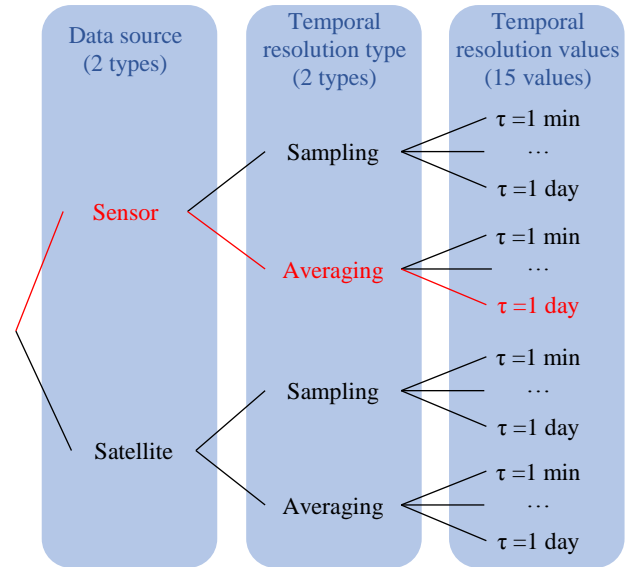 Data source
(2 types)
Temporal
resolution type
(2 types)
Temporal
resolution values
(15 values)
Sensor
Satellite
Sampling
Averaging
Sampling
Averaging
τ =1 min
...
τ =1 day
τ =1 min
...
τ =1 day
τ =1 min
...
τ =1 day
τ =1 min
...
τ =1 day